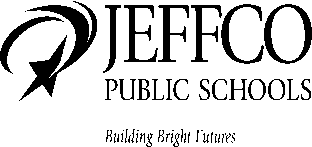 JEFFCO
PUBLIC SCHOOLS
Building Bright Futures